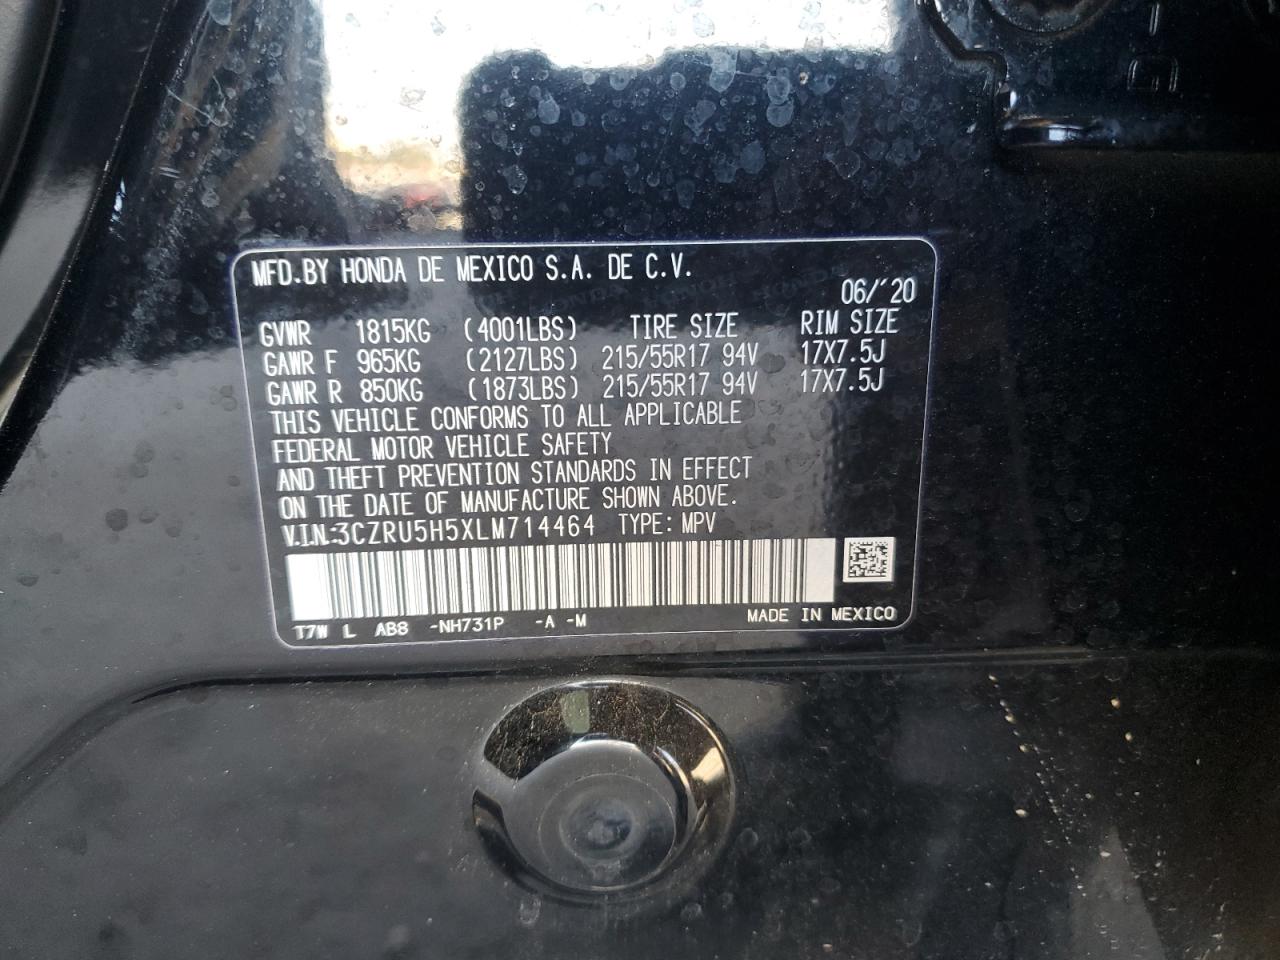 MFD.BY HONDA DE MEXICO S.A. DE C.V.
06/'20
GVWR 1815KG (4001LBS) TIRE SIZE RIM SIZE
GAWR F 965KG (2127LBS) 215/55R17 94V 17X7.5J
GAWR R 850KG (1873LBS) 215/55R17 94V 17X7.5J
THIS VEHICLE CONFORMS TO ALL APPLICABLE
FEDERAL MOTOR VEHICLE SAFETY
AND THEFT PREVENTION STANDARDS IN EFFECT
ON THE DATE OF MANUFACTURE SHOWN ABOVE.
V.I.N.:3CZRU5H5XLM714464 TYPE: MPV
T7W L AB8 -NH731P -A -M MADE IN MEXICO